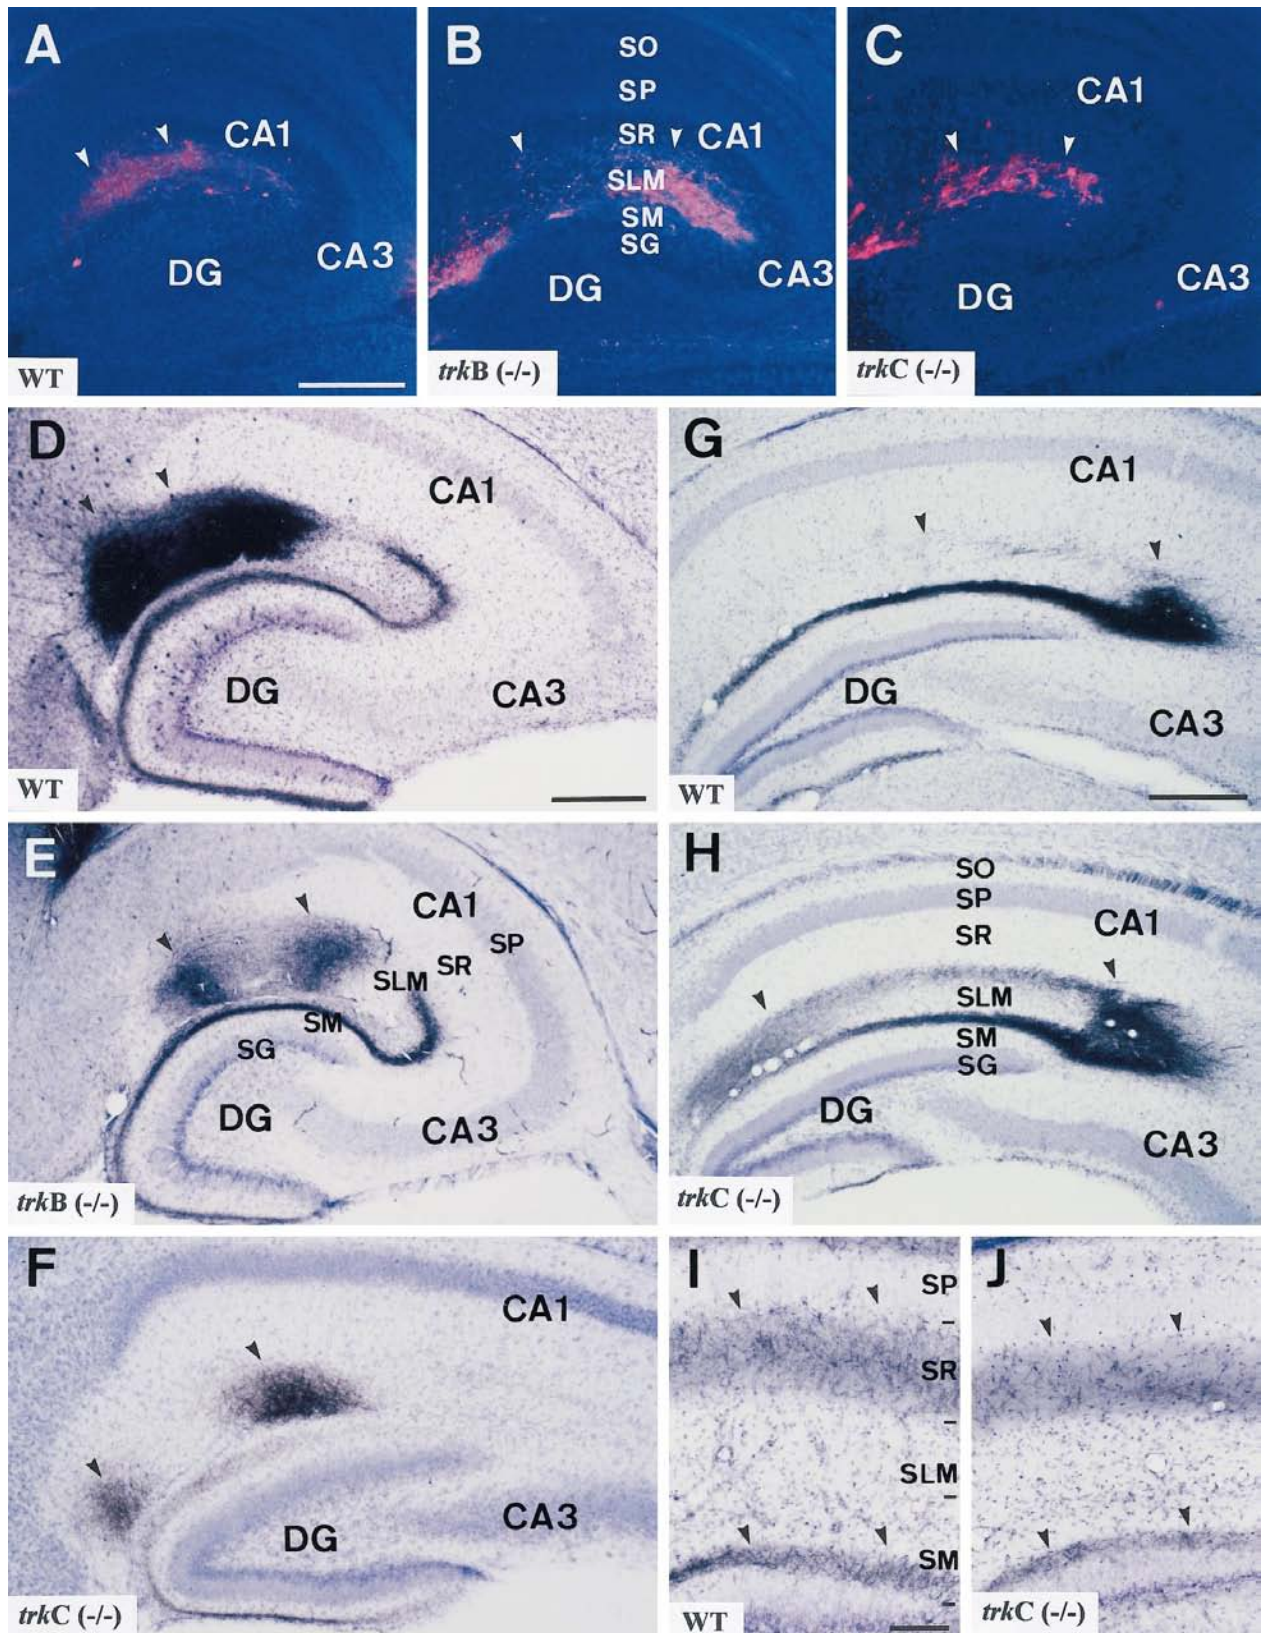 A
CA1
CA3
DG
WT
B
SO
SP
SR
CA1
SLM
SM
SG
DG
CA3
trkB (-/-)
C
CA1
DG
CA3
trkC (-/-)
D
CA1
DG
CA3
WT
G
CA1
DG
CA3
WT
E
CA1
SP
SR
SLM
SM
SG
DG
CA3
trkB (-/-)
H
SO
SP
SR
CA1
SLM
SM
SG
DG
CA3
trkC (-/-)
F
CA1
CA3
DG
trkC (-/-)
I
SP
SR
SLM
SM
WT
J
trkC (-/-)